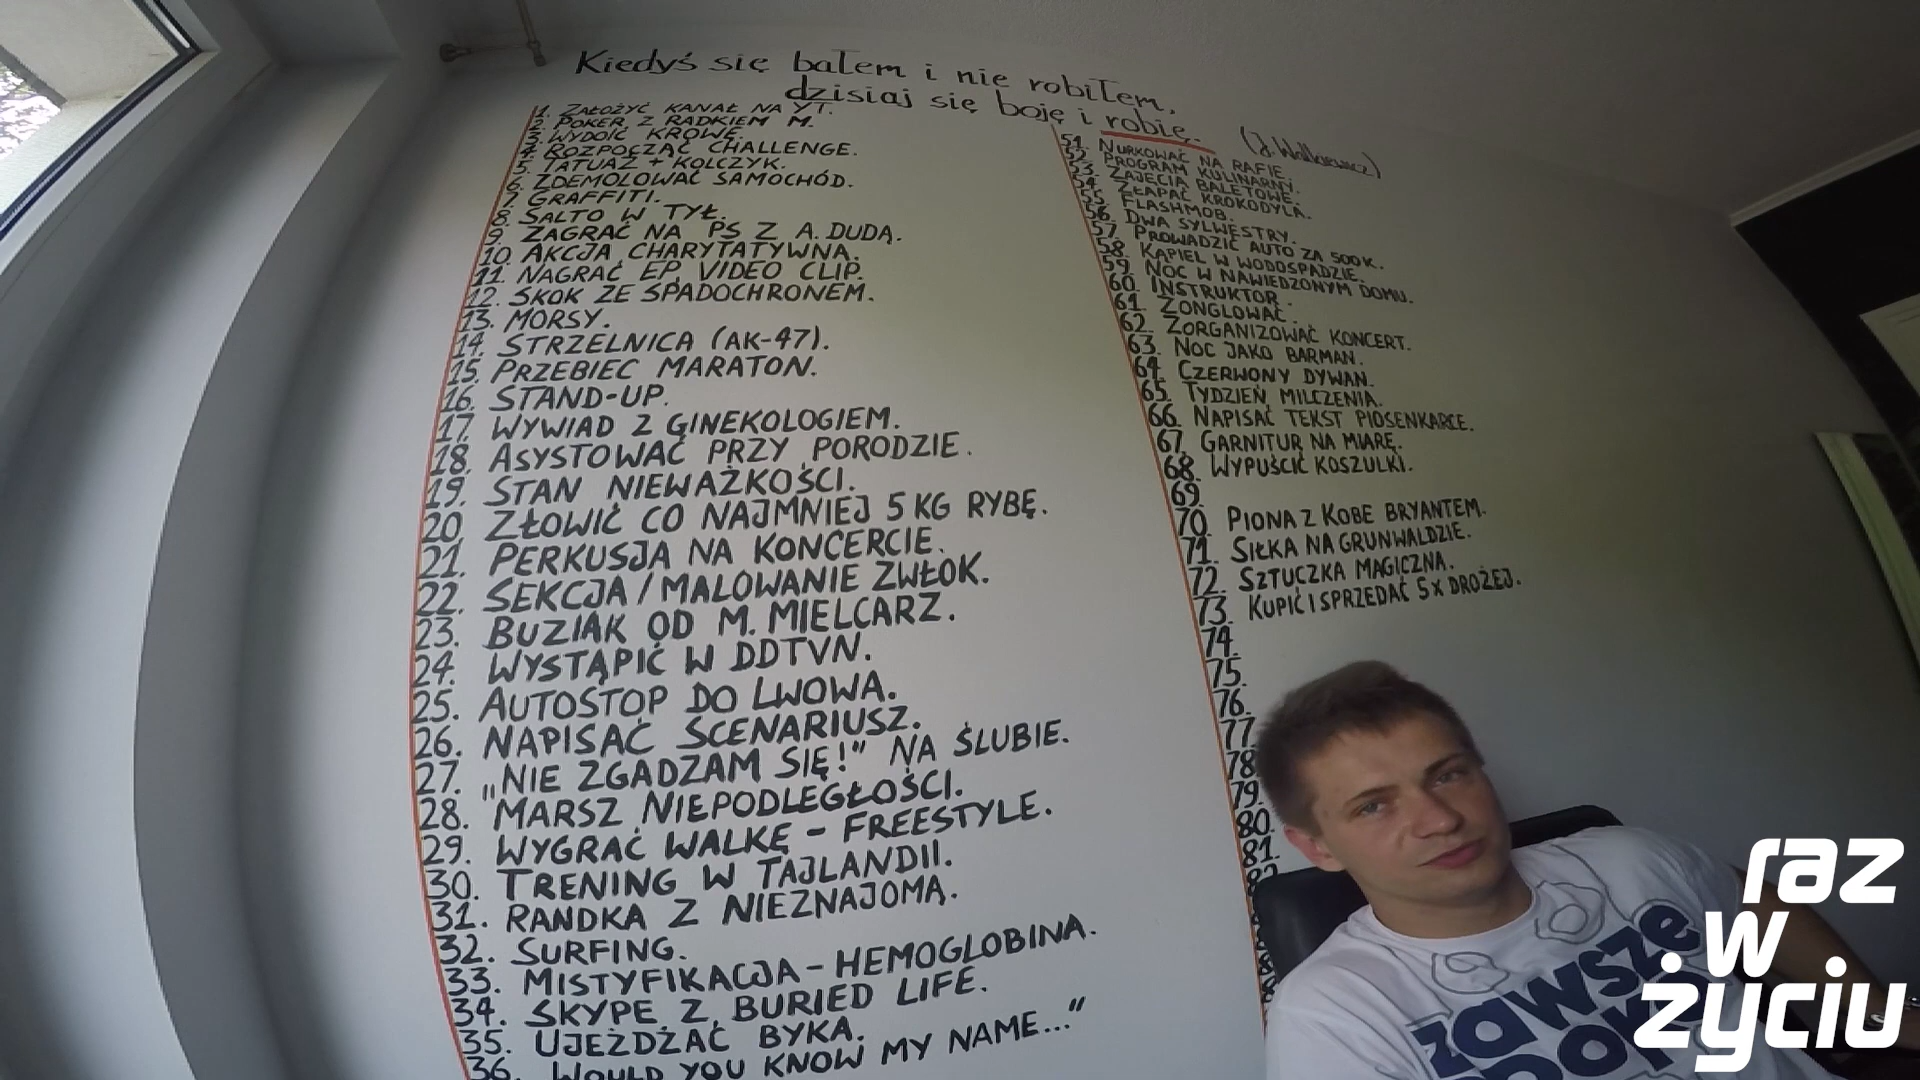 Kiedyś się bałem i nie robiłem,
dzisiaj się boję i robię. (J. Walkiewicz)
1. ZAŁOŻYĆ KANAŁ NA YT.
2. POKER Z RADKIEM M.
3. WYDOIĆ KROWĘ.
4. ROZPOCZĄĆ CHALLENGE.
5. TATUAŻ + KOLCZYK.
6. ZDEMOLOWAĆ SAMOCHÓD.
7. GRAFFITI.
8. SALTO W TYŁ.
9. ZAGRAĆ NA PS Z A. DUDĄ.
10. AKCJA CHARYTATYWNA.
11. NAGRAĆ EP, VIDEO CLIP.
12. SKOK ZE SPADOCHRONEM.
13. MORSY.
14. STRZELNICA (AK-47).
15. PRZEBIEC MARATON.
16. STAND-UP.
17. WYWIAD Z GINEKOLOGIEM.
18. ASYSTOWAĆ PRZY PORODZIE.
19. STAN NIEWAŻKOŚCI.
20. ZŁOWIĆ CO NAJMNIEJ 5 KG RYBĘ.
21. PERKUSJA NA KONCERCIE.
22. SEKCJA / MALOWANIE ZWŁOK.
23. BUZIAK OD M. MIELCARZ.
24. WYSTĄPIĆ W DDTVN.
25. AUTOSTOP DO LWOWA.
26. NAPISAĆ SCENARIUSZ.
27. „NIE ZGADZAM SIĘ!" NA ŚLUBIE.
28. MARSZ NIEPODLEGŁOŚCI.
29. WYGRAĆ WALKĘ - FREESTYLE.
30. TRENING W TAJLANDII.
31. RANDKA Z NIEZNAJOMĄ.
32. SURFING.
33. MISTYFIKACJA - HEMOGLOBINA.
34. SKYPE Z BURIED LIFE.
35. UJEŻDŻAĆ BYKA.
36. „WOULD YOU KNOW MY NAME..."
51. NURKOWAĆ NA RAFIE.
52. PROGRAM KULINARNY.
53. ZAJĘCIA BALETOWE.
54. ZŁAPAĆ KROKODYLA.
55. FLASHMOB.
56. DWA SYLWESTRY.
57. PROWADZIĆ AUTO ZA 500K.
58. KĄPIEL W WODOSPADZIE.
59. NOC W NAWIEDZONYM DOMU.
60. INSTRUKTOR.
61. ŻONGLOWAĆ.
62. ZORGANIZOWAĆ KONCERT.
63. NOC JAKO BARMAN.
64. CZERWONY DYWAN.
65. TYDZIEŃ MILCZENIA.
66. NAPISAĆ TEKST PIOSENKARCE.
67. GARNITUR NA MIARĘ.
68. WYPUŚCIĆ KOSZULKI.
69.
70. PIONA Z KOBE BRYANTEM.
71. SIŁKA NA GRUNWALDZIE.
72. SZTUCZKA MAGICZNA.
73. KUPIĆ I SPRZEDAĆ 5X DROŻEJ.
74.
75.
76.
77.
78.
79.
80.
81.
82.
zawsze
raz
w
życiu